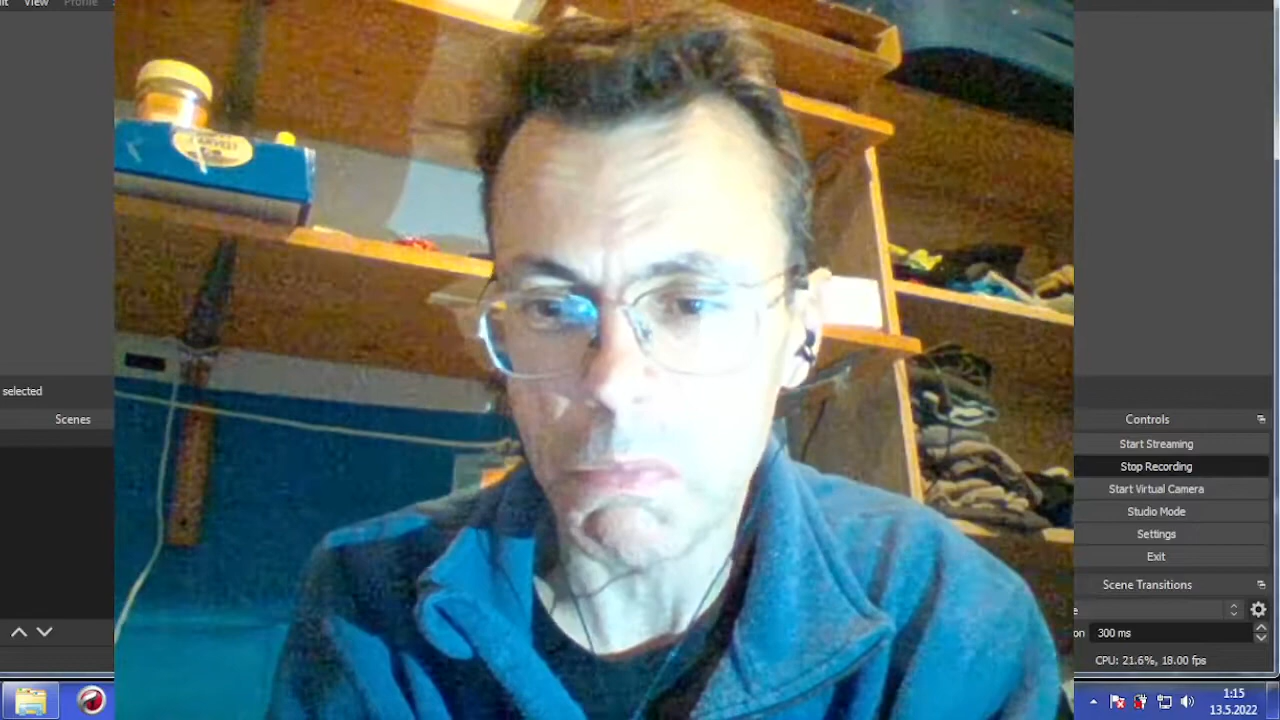 View
Profile
selected
Scenes
Controls
Start Streaming
Stop Recording
Start Virtual Camera
Studio Mode
Settings
Exit
Scene Transitions
300 ms
CPU: 21.6%, 18.00 fps
1:15
13.5.2022